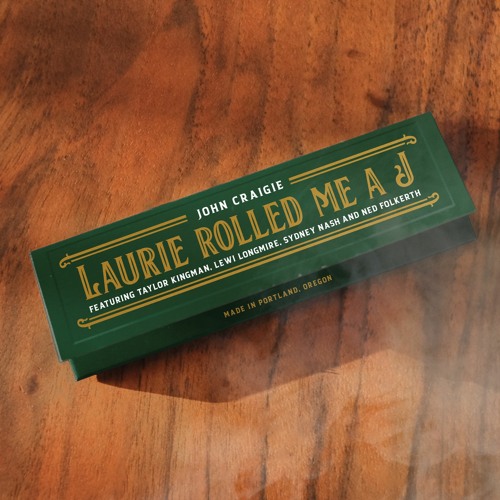 JOHN CRAIGIE
LAURIE ROLLED ME A J
FEATURING TAYLOR KINGMAN, LEWI LONGMIRE, SYDNEY NASH AND NED FOLKERTH
MADE IN PORTLAND, OREGON